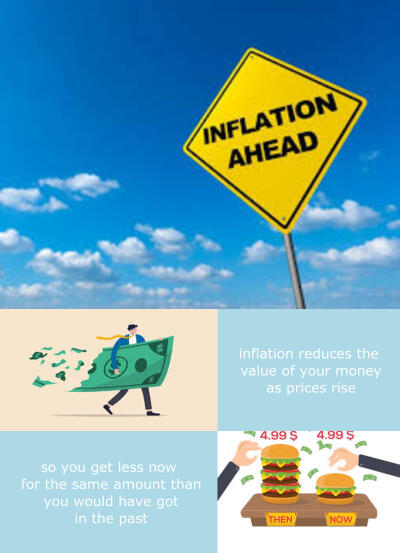 INFLATION
AHEAD
inflation reduces the
value of your money
as prices rise
so you get less now
for the same amount than
you would have got
in the past
4.99 $ 4.99 $
THEN NOW